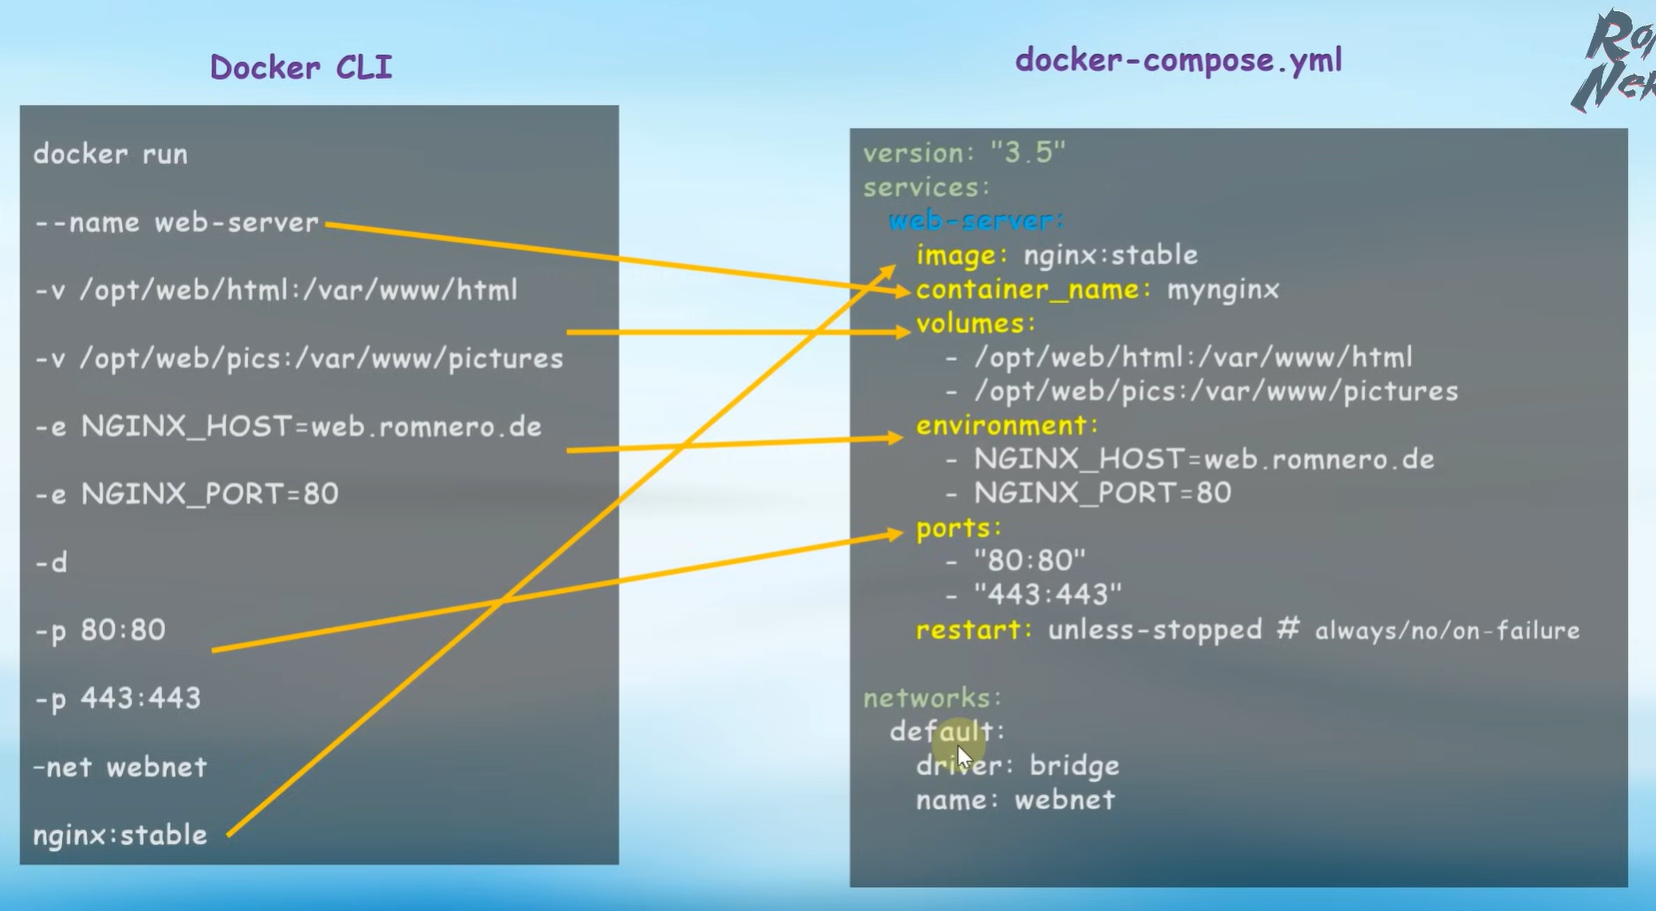 Docker CLI
docker run
--name web-server
-v /opt/web/html:/var/www/html
-v /opt/web/pics:/var/www/pictures
-e NGINX_HOST=web.romnero.de
-e NGINX_PORT=80
-d
-p 80:80
-p 443:443
-net webnet
nginx:stable
docker-compose.yml
version: "3.5"
services:
web-server:
image: nginx:stable
container_name: mynginx
volumes:
- /opt/web/html:/var/www/html
- /opt/web/pics:/var/www/pictures
environment:
- NGINX_HOST=web.romnero.de
- NGINX_PORT=80
ports:
- "80:80"
- "443:443"
restart: unless-stopped # always/no/on-failure
networks:
default:
driver: bridge
name: webnet